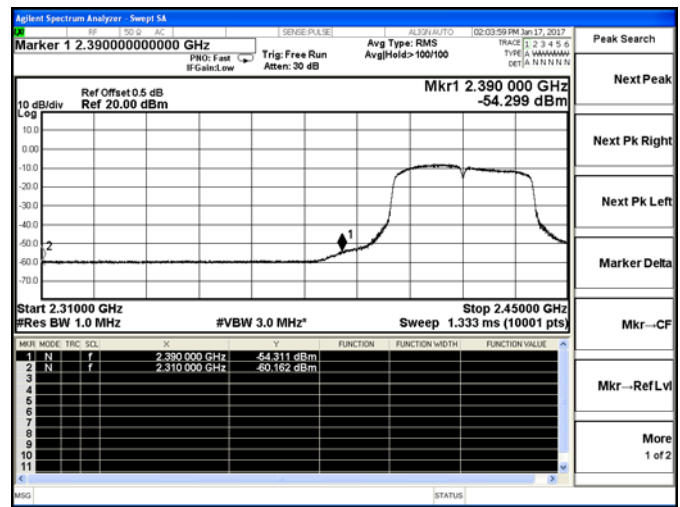 Agilent Spectrum Analyzer - Swept SA
RF 50 Ω AC SENSE:PULSE ALIGN AUTO 02:03:59 PM Jan 17, 2017
Marker 1 2.390000000000 GHz
PNO: Fast
IFGain:Low
Trig: Free Run
Atten: 30 dB
Avg Type: RMS
Avg|Hold:>100/100
TRACE 1 2 3 4 5 6
TYPE A WWWWW
DET A N N N N N
Peak Search
Next Peak
Next Pk Right
Next Pk Left
Marker Delta
Mkr→CF
Mkr→Ref Lvl
More
1 of 2
Ref Offset 0.5 dB
10 dB/div Ref 20.00 dBm
Mkr1 2.390 000 GHz
-54.299 dBm
Log
10.0
0.00
-10.0
-20.0
-30.0
-40.0
-50.0
-60.0
-70.0
1
2
Start 2.31000 GHz Stop 2.45000 GHz
#Res BW 1.0 MHz #VBW 3.0 MHz* Sweep 1.333 ms (10001 pts)
MKR MODE TRC SCL X Y FUNCTION FUNCTION WIDTH FUNCTION VALUE
1 N f 2.390 000 GHz -54.311 dBm
2 N f 2.310 000 GHz -60.162 dBm
3
4
5
6
7
8
9
10
11
MSG STATUS